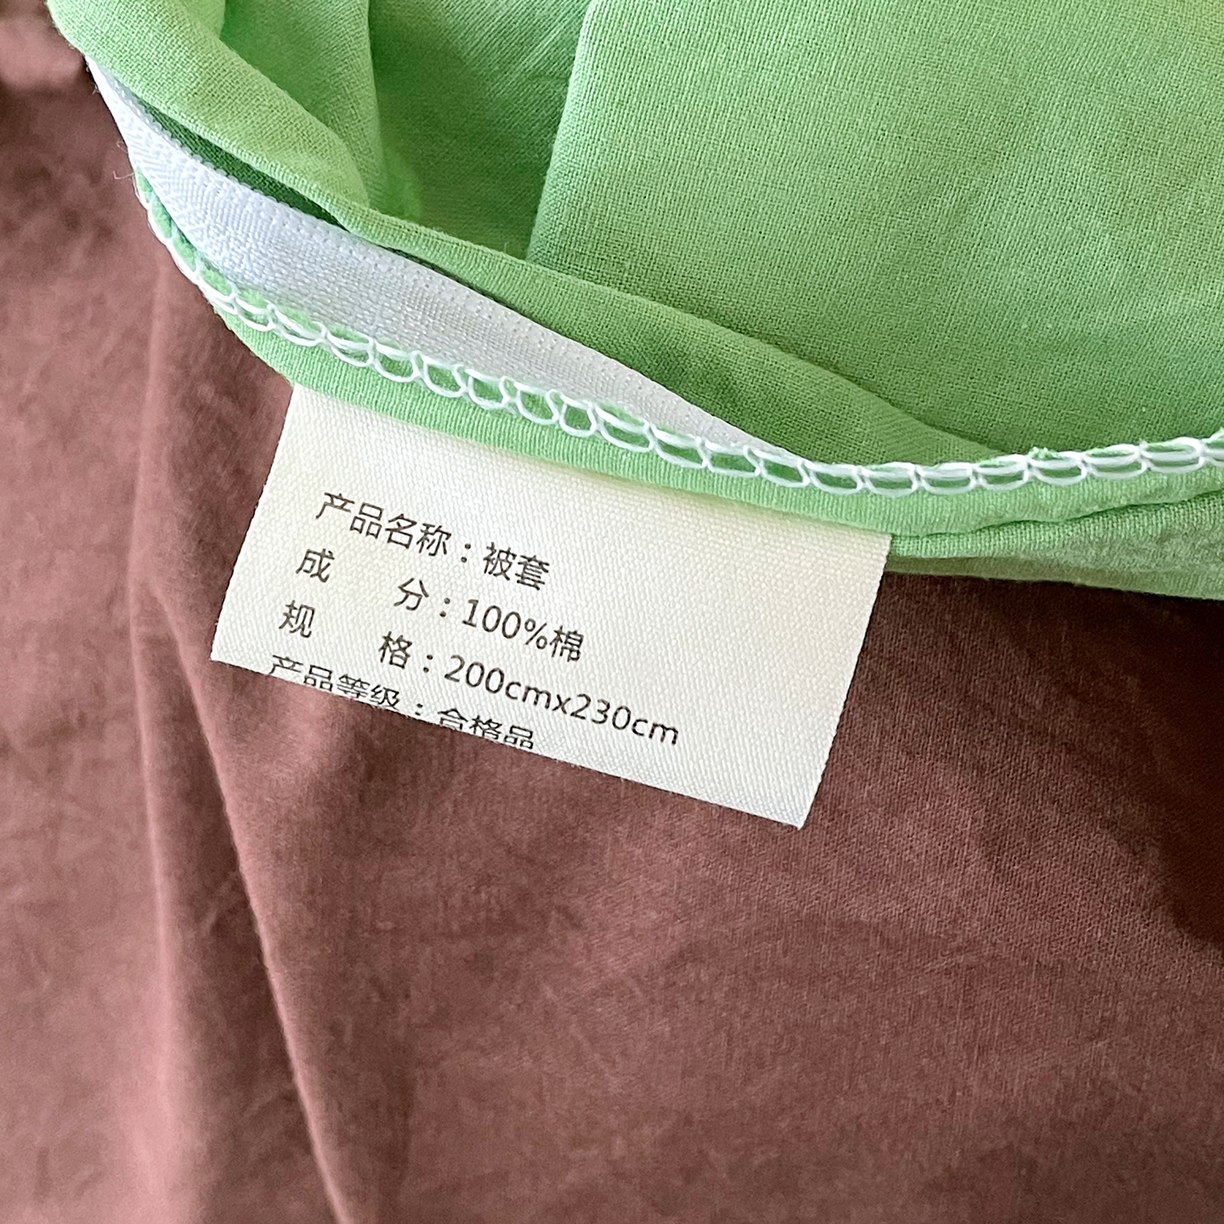 产品名称：被套
成 分：100%棉
规 格：200cmx230cm
产品等级：合格品